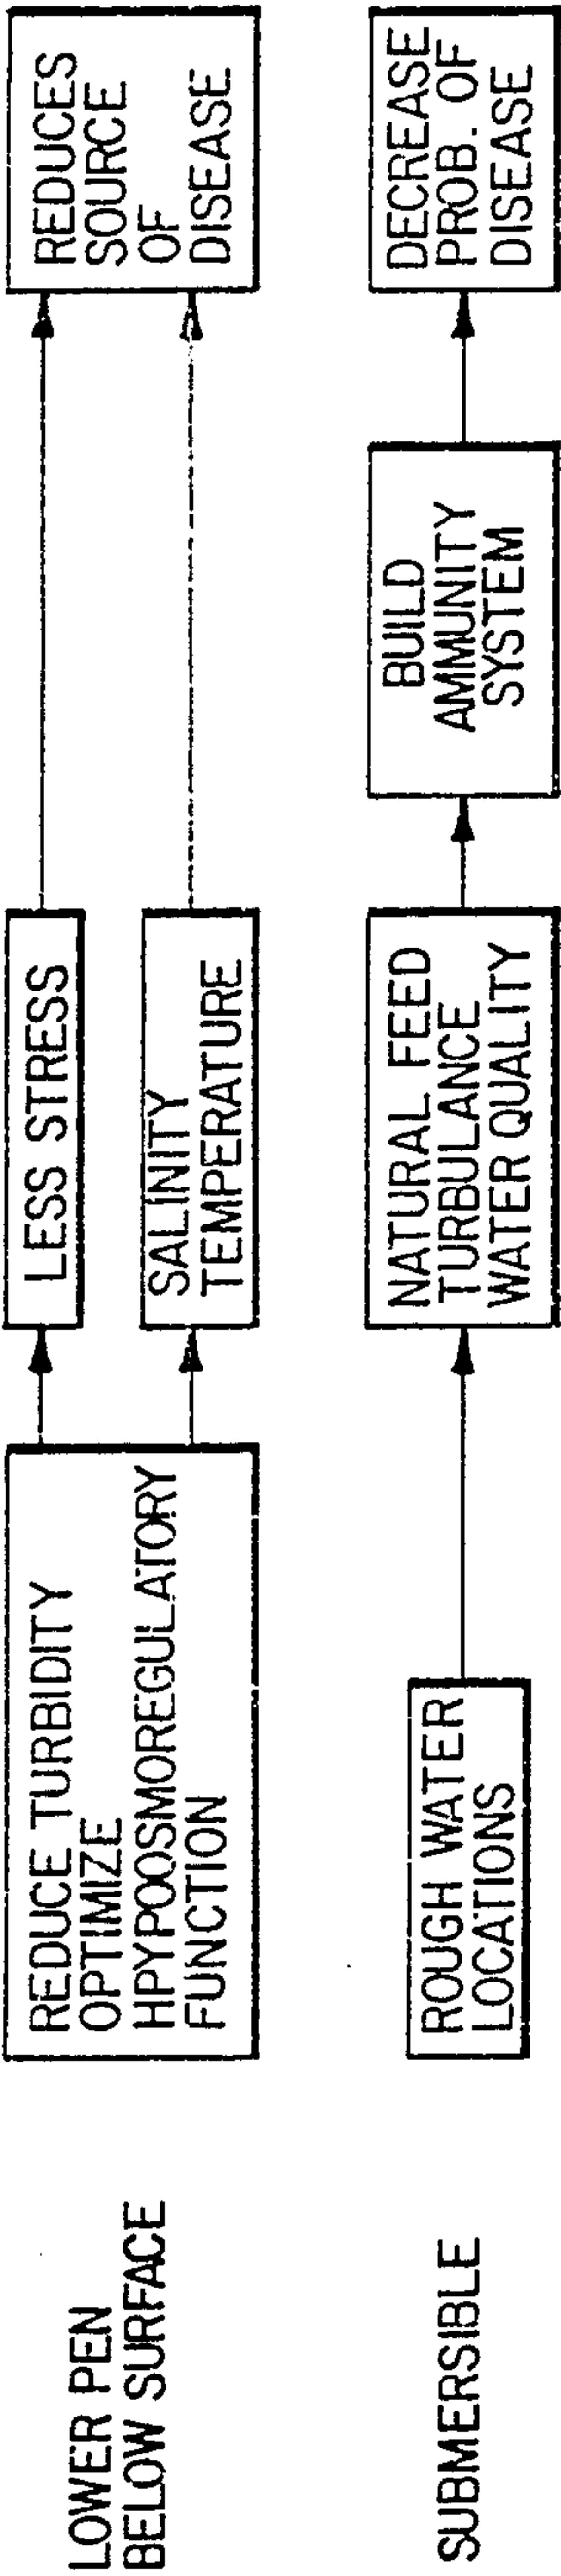 LOWER PEN
BELOW SURFACE
REDUCE TURBIDITY
OPTIMIZE
HPYPOOSMOREGULATORY
FUNCTION
LESS STRESS
SALINITY
TEMPERATURE
REDUCES
SOURCE
OF
DISEASE
SUBMERSIBLE
ROUGH WATER
LOCATIONS
NATURAL FEED
TURBULANCE
WATER QUALITY
BUILD
AMMUNITY
SYSTEM
DECREASE
PROB. OF
DISEASE